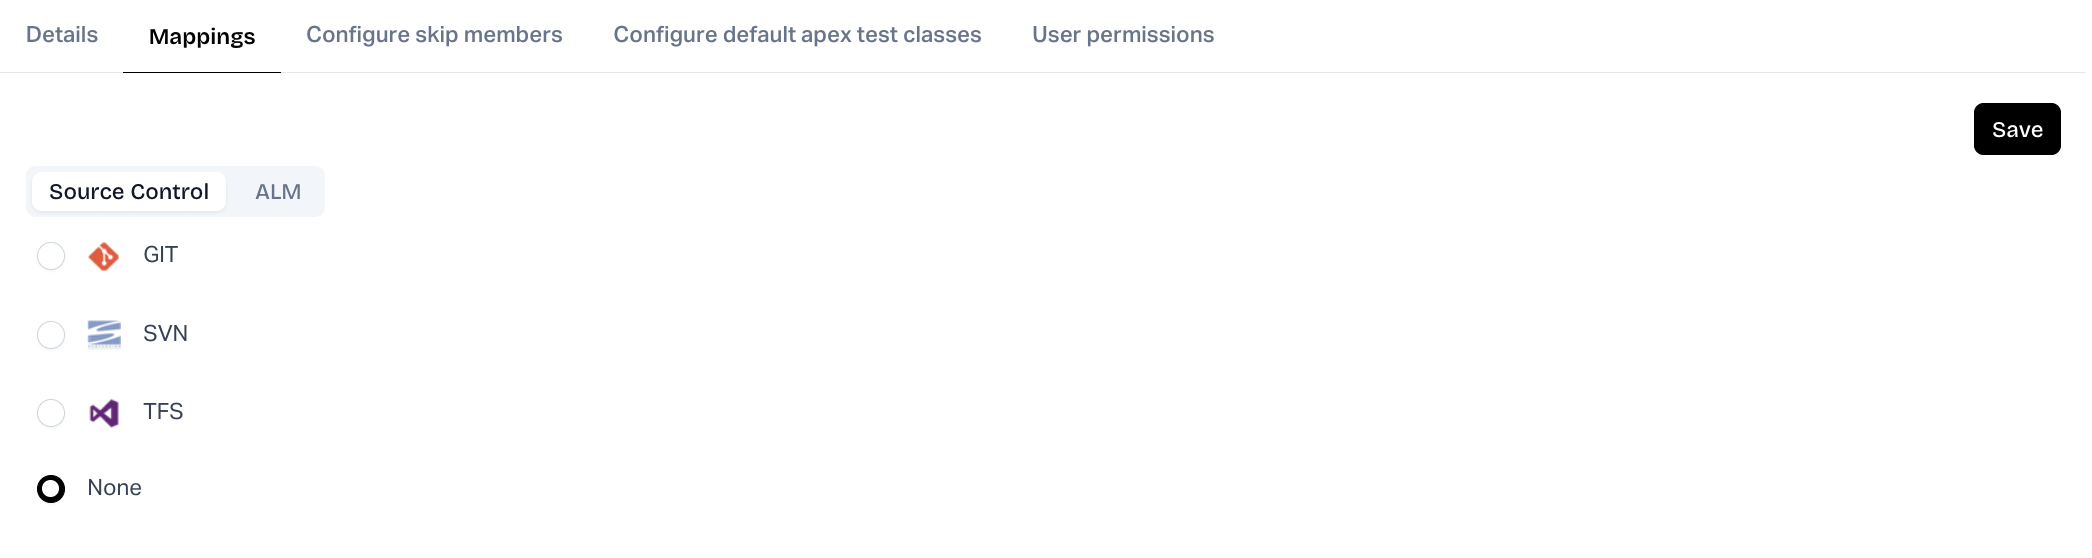 Details Mappings Configure skip members Configure default apex test classes User permissions
Save
Source Control ALM
GIT
SVN
TFS
None